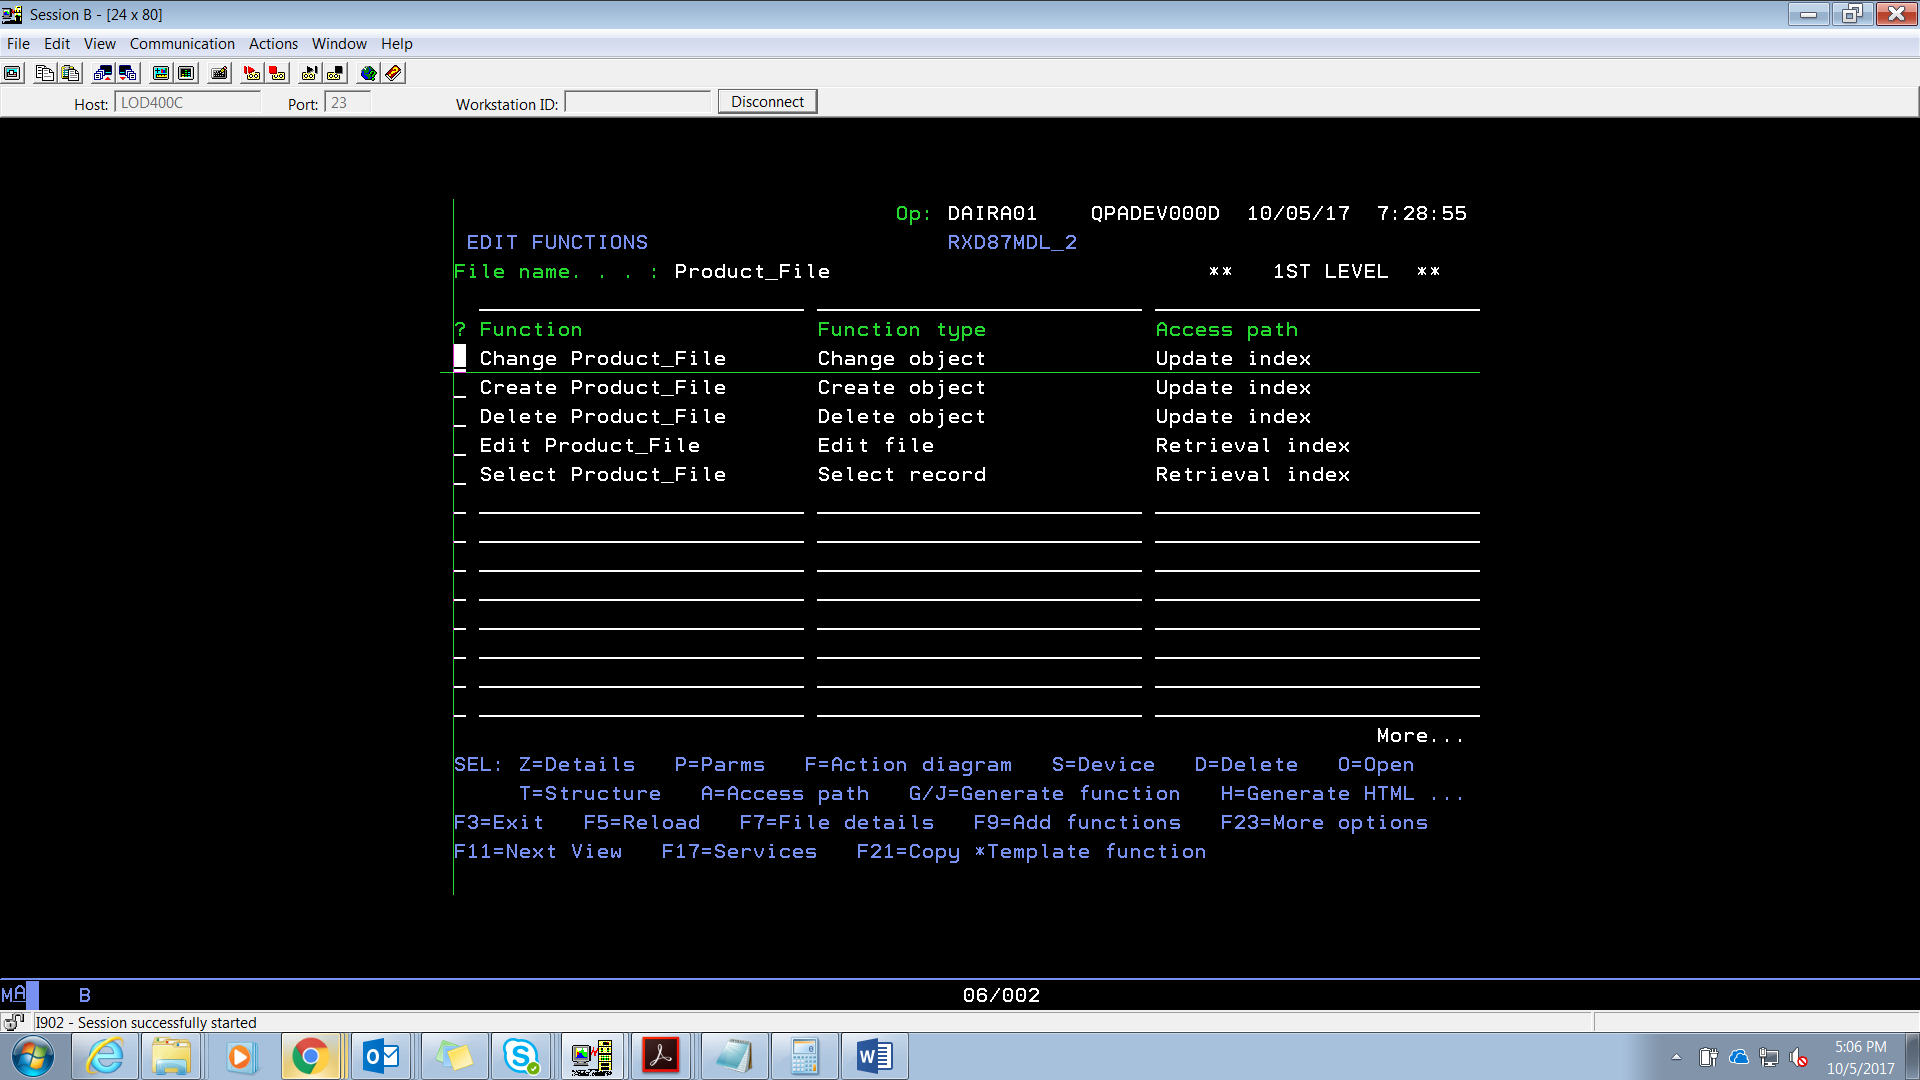 Session B - [24 x 80]
File Edit View Communication Actions Window Help
Host: LOD400C Port: 23 Workstation ID: Disconnect
Op: DAIRA01 QPADEV000D 10/05/17 7:28:55
EDIT FUNCTIONS RXD87MDL_2
File name. . . : Product_File ** 1ST LEVEL **
? Function Function type Access path
Change Product_File Change object Update index
_ Create Product_File Create object Update index
_ Delete Product_File Delete object Update index
_ Edit Product_File Edit file Retrieval index
_ Select Product_File Select record Retrieval index
More...
SEL: Z=Details P=Parms F=Action diagram S=Device D=Delete O=Open
T=Structure A=Access path G/J=Generate function H=Generate HTML ...
F3=Exit F5=Reload F7=File details F9=Add functions F23=More options
F11=Next View F17=Services F21=Copy *Template function
MA B 06/002
I902 - Session successfully started
5:06 PM
10/5/2017